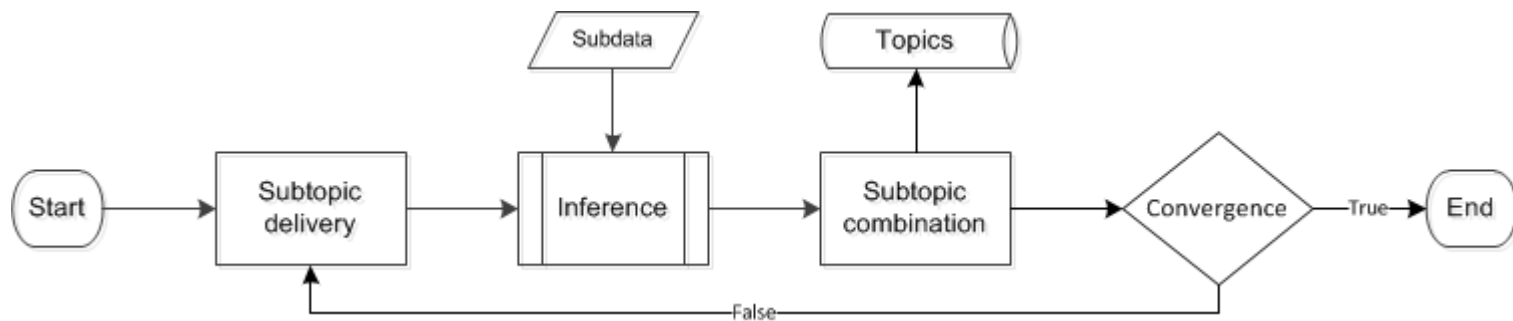 Subdata
Topics
Start
Subtopic
delivery
Inference
Subtopic
combination
Convergence
True
End
False